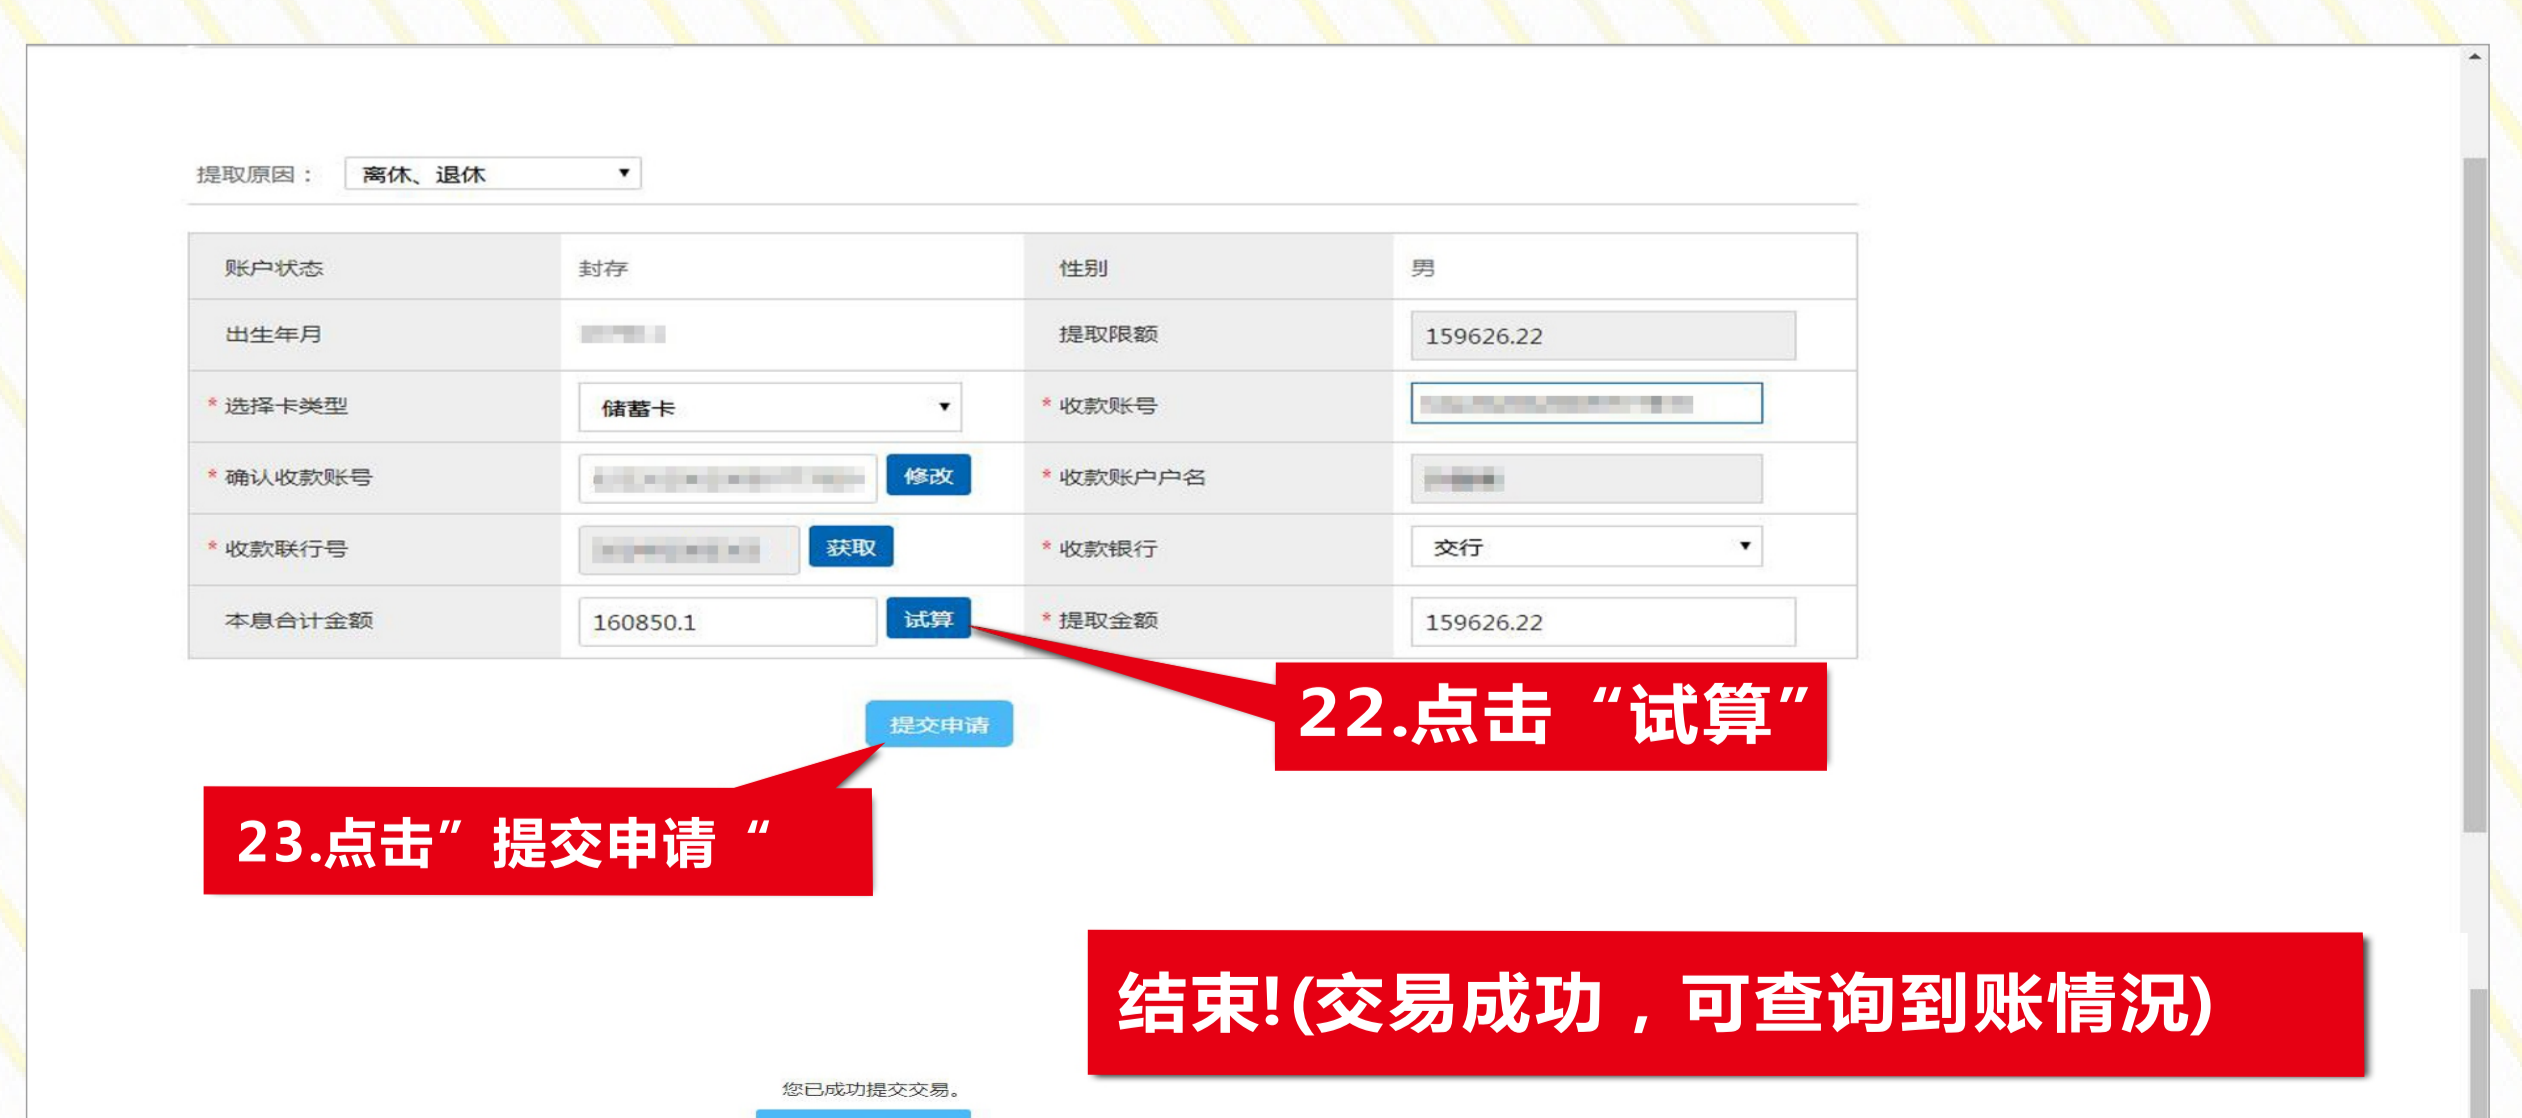 提取原因： 离休、退休
账户状态 封存 性别 男
出生年月 提取限额 159626.22
* 选择卡类型 储蓄卡 * 收款账号
* 确认收款账号 修改 * 收款账户户名
* 收款联行号 获取 * 收款银行 交行
本息合计金额 160850.1 试算 * 提取金额 159626.22
22.点击“试算”
提交申请
23.点击”提交申请“
结束!(交易成功，可查询到账情况)
您已成功提交交易。